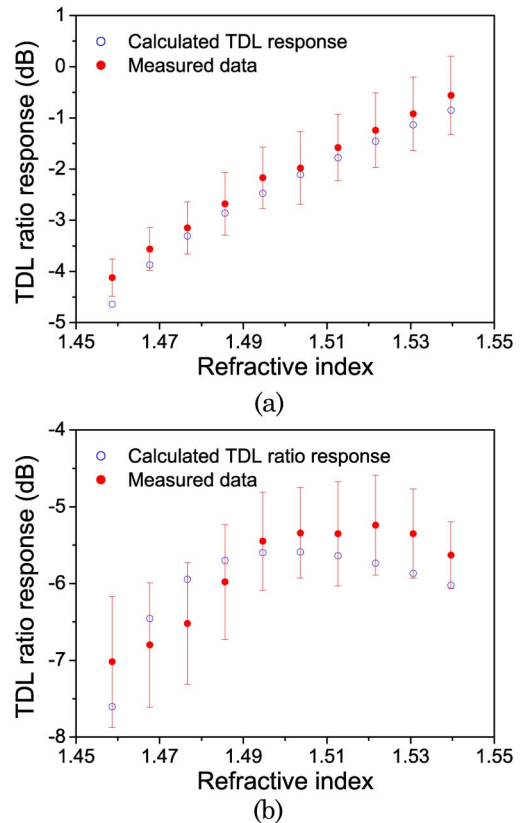 1
0
-1
-2
-3
-4
-5
TDL ratio response (dB)
Calculated TDL response
Measured data
1.45 1.47 1.49 1.51 1.53 1.55
Refractive index
(a)
-4
-5
-6
-7
-8
TDL ratio response (dB)
Calculated TDL ratio response
Measured data
1.45 1.47 1.49 1.51 1.53 1.55
Refractive index
(b)